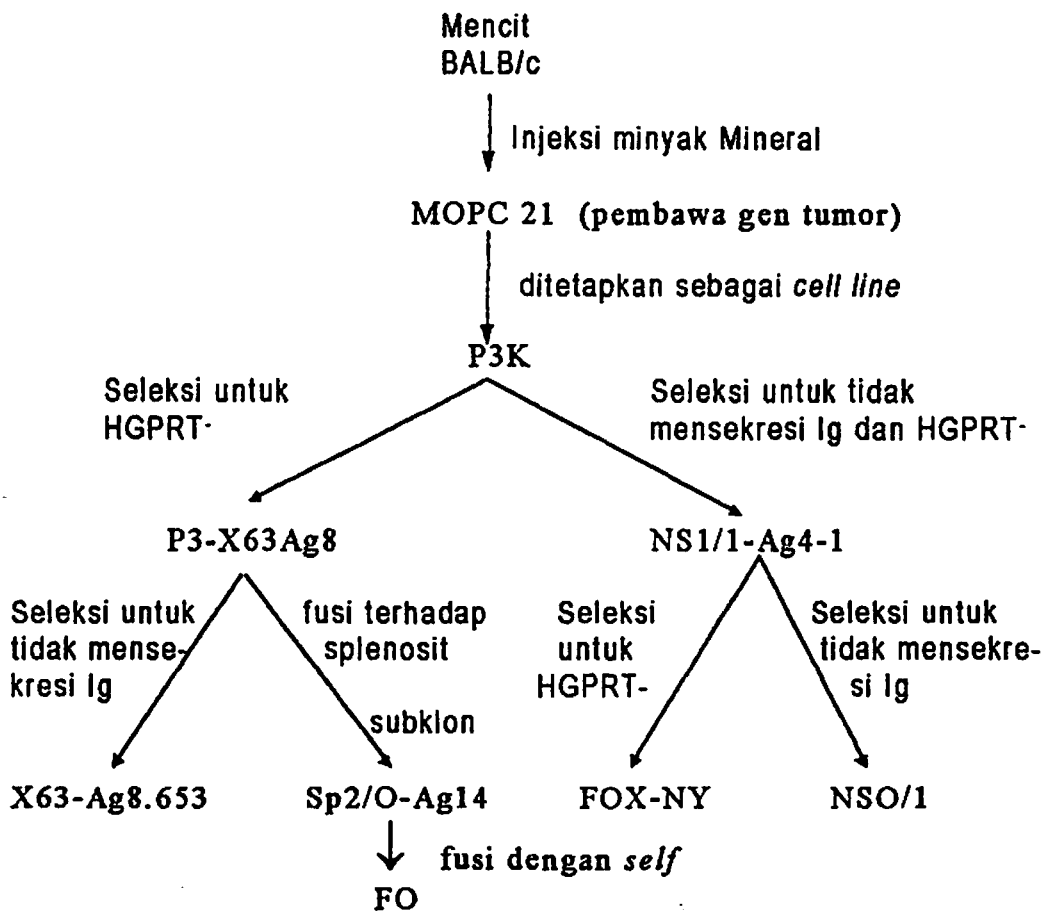 Mencit
BALB/c
Injeksi minyak Mineral
MOPC 21 (pembawa gen tumor)
ditetapkan sebagai cell line
P3K
Seleksi untuk
HGPRT-
Seleksi untuk tidak
mensekresi Ig dan HGPRT-
P3-X63Ag8
NS1/1-Ag4-1
Seleksi untuk
tidak mense-
kresi Ig
fusi terhadap
splenosit
subklon
Seleksi
untuk
HGPRT-
Seleksi untuk
tidak mensekre-
si Ig
X63-Ag8.653
Sp2/O-Ag14
FOX-NY
NSO/1
fusi dengan self
FO